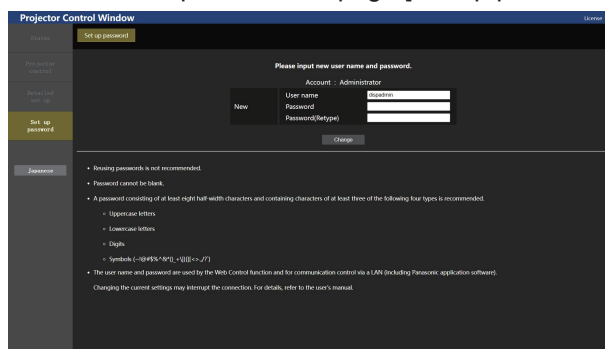 Projector Control Window
License
Status
Set up password
Projector
control
Detailed
set up
Set up
password
Japanese
Please input new user name and password.
Account : Administrator
New
User name
dispadmin
Password
Password(Retype)
Change
• Reusing passwords is not recommended.
• Password cannot be blank.
• A password consisting of at least eight half-width characters and containing characters of at least three of the following four types is recommended.
Uppercase letters
Lowercase letters
Digits
• The user name and password are used by the Web Control function and for communication control via a LAN (including Panasonic application software).
Changing the current settings may interrupt the connection. For details, refer to the user's manual.